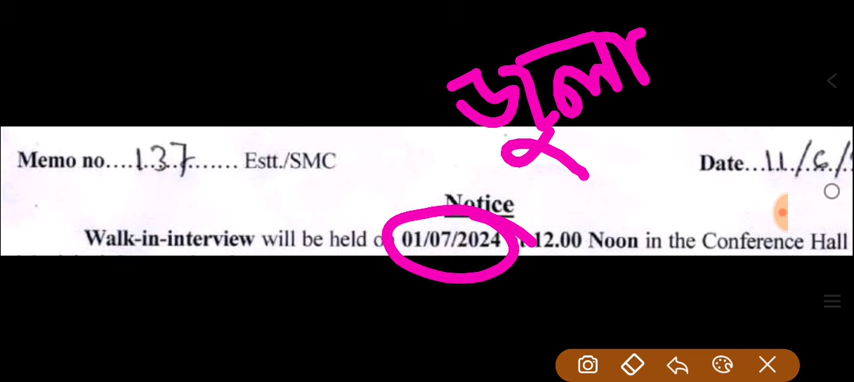 জুলা
Memo no....137....... Estt./SMC Date...11/6/
Notice
Walk-in-interview will be held 01/07/2024 12.00 Noon in the Conference Hall